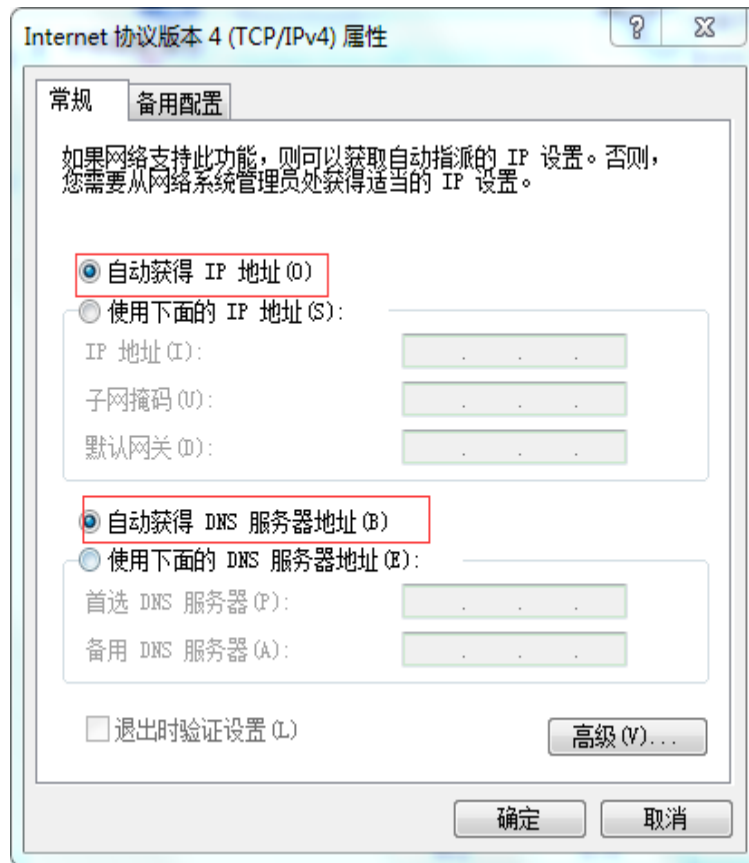 Internet 协议版本 4 (TCP/IPv4) 属性
常规
备用配置
如果网络支持此功能，则可以获取自动指派的 IP 设置。否则，
您需要从网络系统管理员处获得适当的 IP 设置。
自动获得 IP 地址(O)
使用下面的 IP 地址(S):
IP 地址(I):
子网掩码(U):
默认网关(D):
自动获得 DNS 服务器地址(B)
使用下面的 DNS 服务器地址(E):
首选 DNS 服务器(P):
备用 DNS 服务器(A):
退出时验证设置(L)
高级(V)...
确定
取消